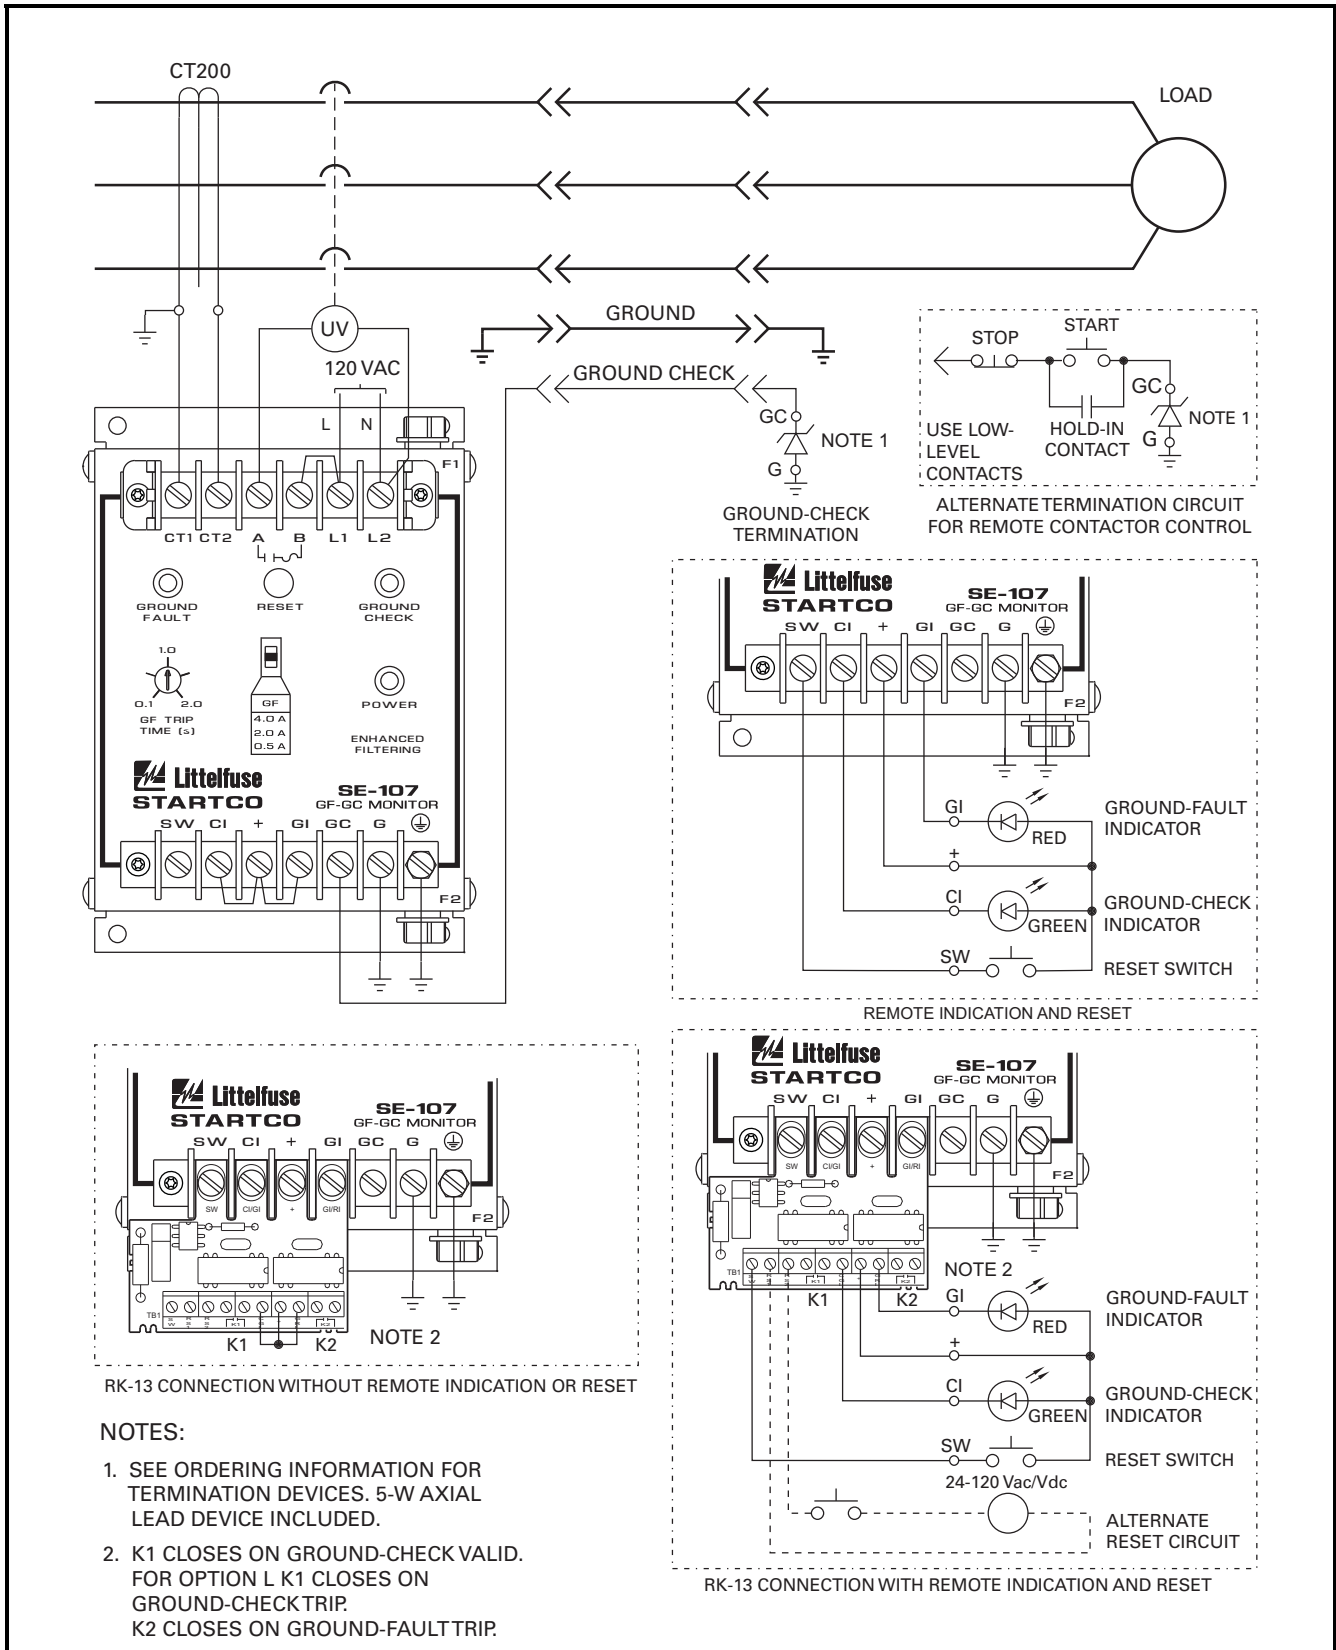 CT200
LOAD
UV
120 VAC
L N
GROUND
GROUND CHECK
GC
NOTE 1
G
GROUND-CHECK
TERMINATION
STOP
START
GC
NOTE 1
G
USE LOW-
LEVEL
CONTACTS
HOLD-IN
CONTACT
ALTERNATE TERMINATION CIRCUIT
FOR REMOTE CONTACTOR CONTROL
F1
CT1 CT2 A B L1 L2
GROUND
FAULT
RESET
GROUND
CHECK
1.0
0.1 2.0
GF TRIP
TIME (s)
GF
4.0 A
2.0 A
0.5 A
POWER
ENHANCED
FILTERING
Littelfuse
STARTCO
SE-107
GF-GC MONITOR
SW CI + GI GC G
F2
Littelfuse
STARTCO
SE-107
GF-GC MONITOR
SW CI + GI GC G
F2
GI
RED
GROUND-FAULT
INDICATOR
+
CI
GREEN
GROUND-CHECK
INDICATOR
SW
RESET SWITCH
REMOTE INDICATION AND RESET
Littelfuse
STARTCO
SE-107
GF-GC MONITOR
SW CI + GI GC G
SW CI/GI + GI/RI
F2
TB1
K1 K2
K1 K2
NOTE 2
RK-13 CONNECTION WITHOUT REMOTE INDICATION OR RESET
Littelfuse
STARTCO
SE-107
GF-GC MONITOR
SW CI + GI GC G
SW CI/GI + GI/RI
F2
TB1
K1 K2
K1 K2
NOTE 2
GI
RED
GROUND-FAULT
INDICATOR
+
CI
GREEN
GROUND-CHECK
INDICATOR
SW
RESET SWITCH
24-120 Vac/Vdc
ALTERNATE
RESET CIRCUIT
RK-13 CONNECTION WITH REMOTE INDICATION AND RESET
NOTES:
1. SEE ORDERING INFORMATION FOR
TERMINATION DEVICES. 5-W AXIAL
LEAD DEVICE INCLUDED.
2. K1 CLOSES ON GROUND-CHECK VALID.
FOR OPTION L K1 CLOSES ON
GROUND-CHECK TRIP.
K2 CLOSES ON GROUND-FAULT TRIP.